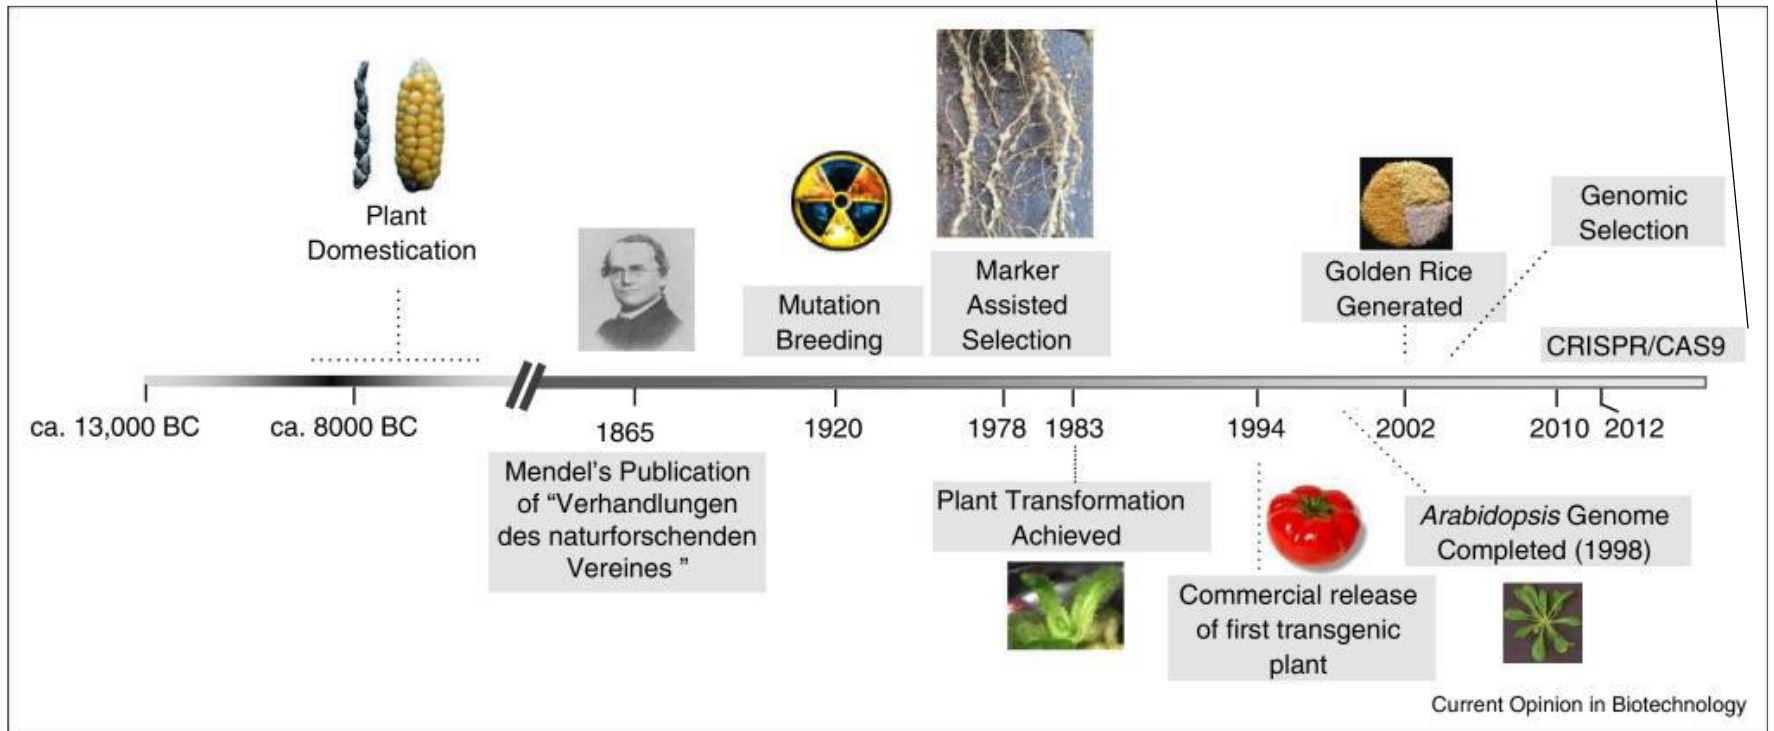 Plant
Domestication
Mutation
Breeding
Marker
Assisted
Selection
Golden Rice
Generated
Genomic
Selection
CRISPR/CAS9
ca. 13,000 BC
ca. 8000 BC
1865
1920
1978
1983
1994
2002
2010
2012
Mendel’s Publication
of “Verhandlungen
des naturforschenden
Vereines ”
Plant Transformation
Achieved
Commercial release
of first transgenic
plant
Arabidopsis Genome
Completed (1998)
Current Opinion in Biotechnology